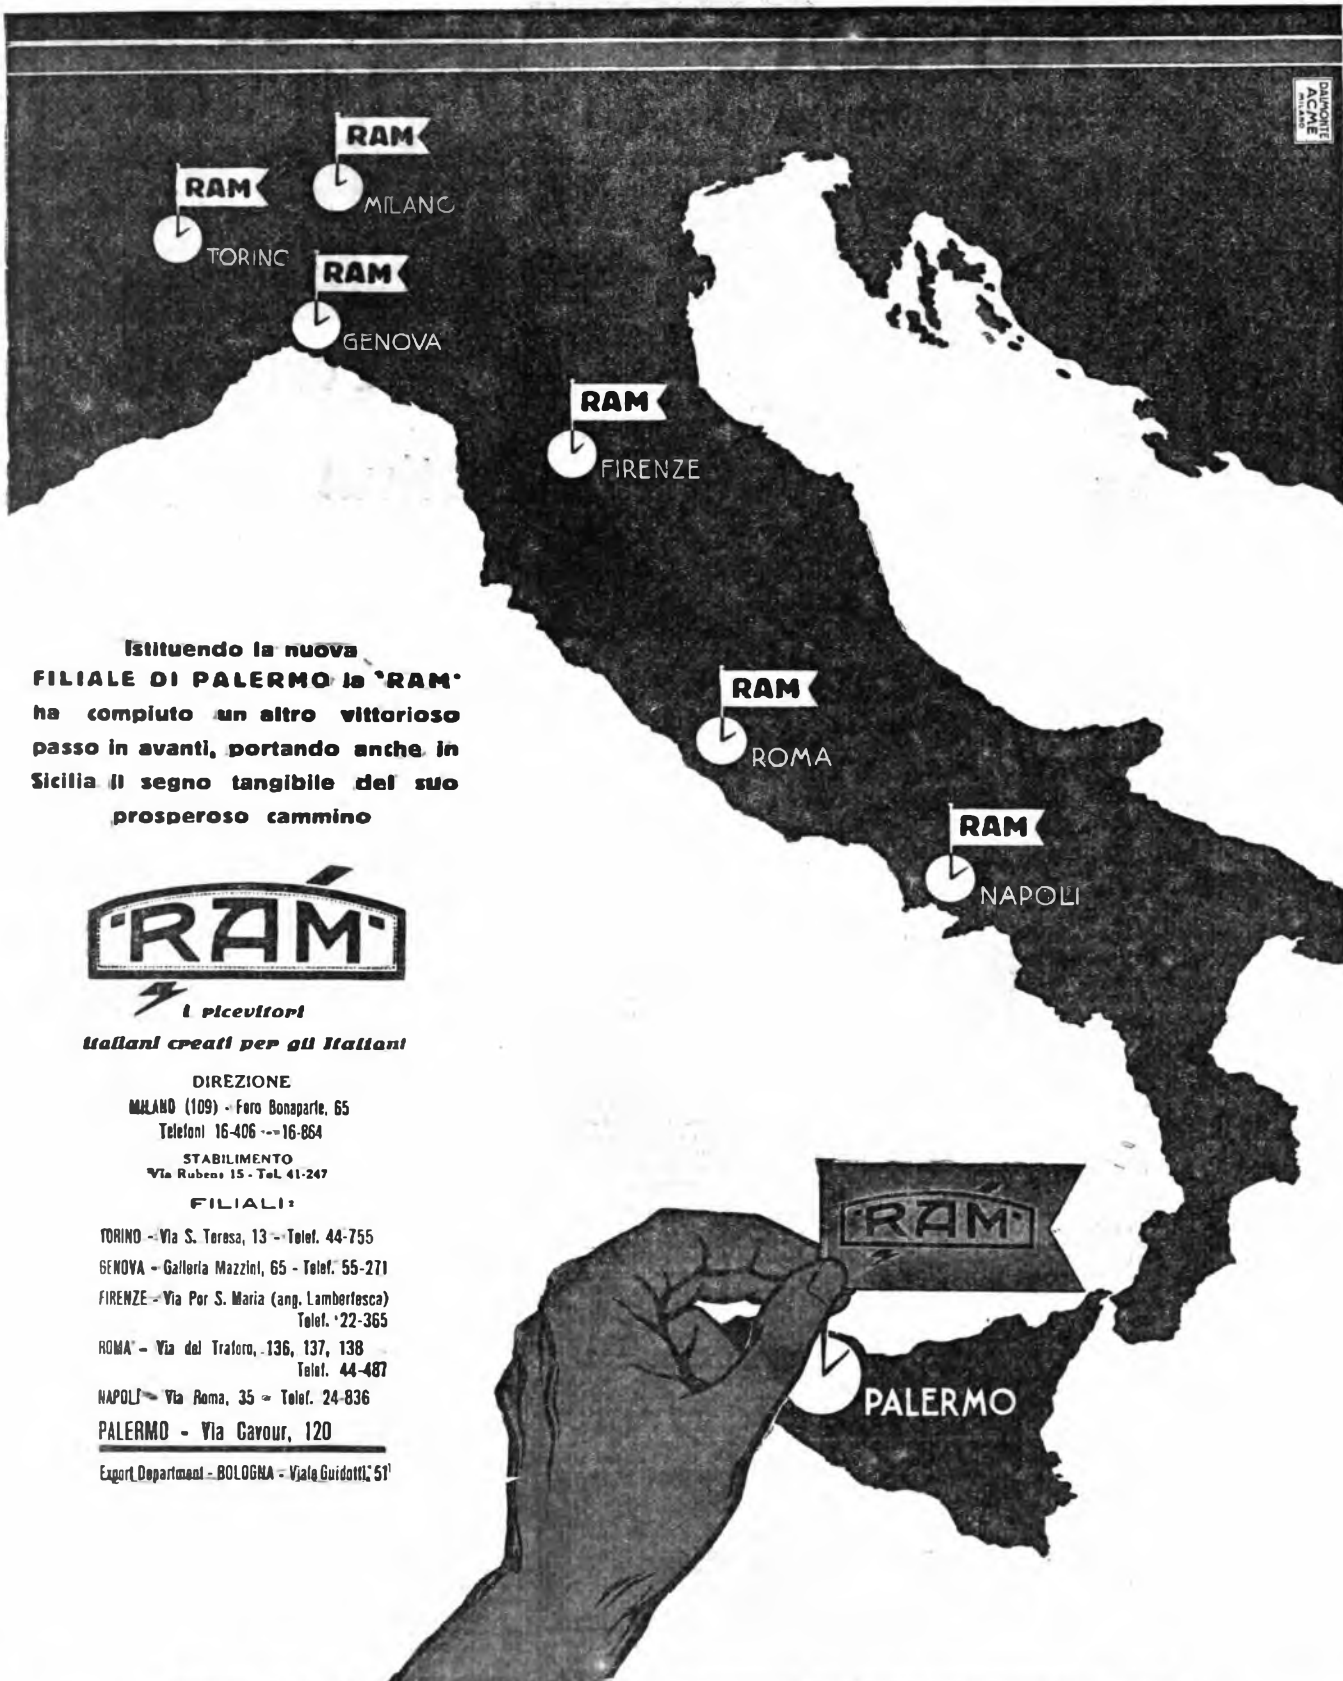 DALMONTE
ACME
MILANO
RAM
MILANO
RAM
TORINO
RAM
GENOVA
RAM
FIRENZE
RAM
ROMA
RAM
NAPOLI
Istituendo la nuova
FILIALE DI PALERMO la "RAM"
ha compiuto un altro vittorioso
passo in avanti, portando anche in
Sicilia il segno tangibile del suo
prosperoso cammino
"RAM"
I ricevitori
italiani creati per gli Italiani
DIREZIONE
MILANO (109) - Foro Bonaparte, 65
Telefoni 16-406 - 16-864
STABILIMENTO
Via Rubens 15 - Tel. 41-247
FILIALI:
TORINO - Via S. Teresa, 13 - Telef. 44-755
GENOVA - Galleria Mazzini, 65 - Telef. 55-271
FIRENZE - Via Por S. Maria (ang. Lambertesca)
Telef. 22-365
ROMA - Via del Traforo, 136, 137, 138
Telef. 44-487
NAPOLI - Via Roma, 35 - Telef. 24-836
PALERMO - Via Cavour, 120
Export Department - BOLOGNA - Viale Guidotti, 51
"RAM"
PALERMO